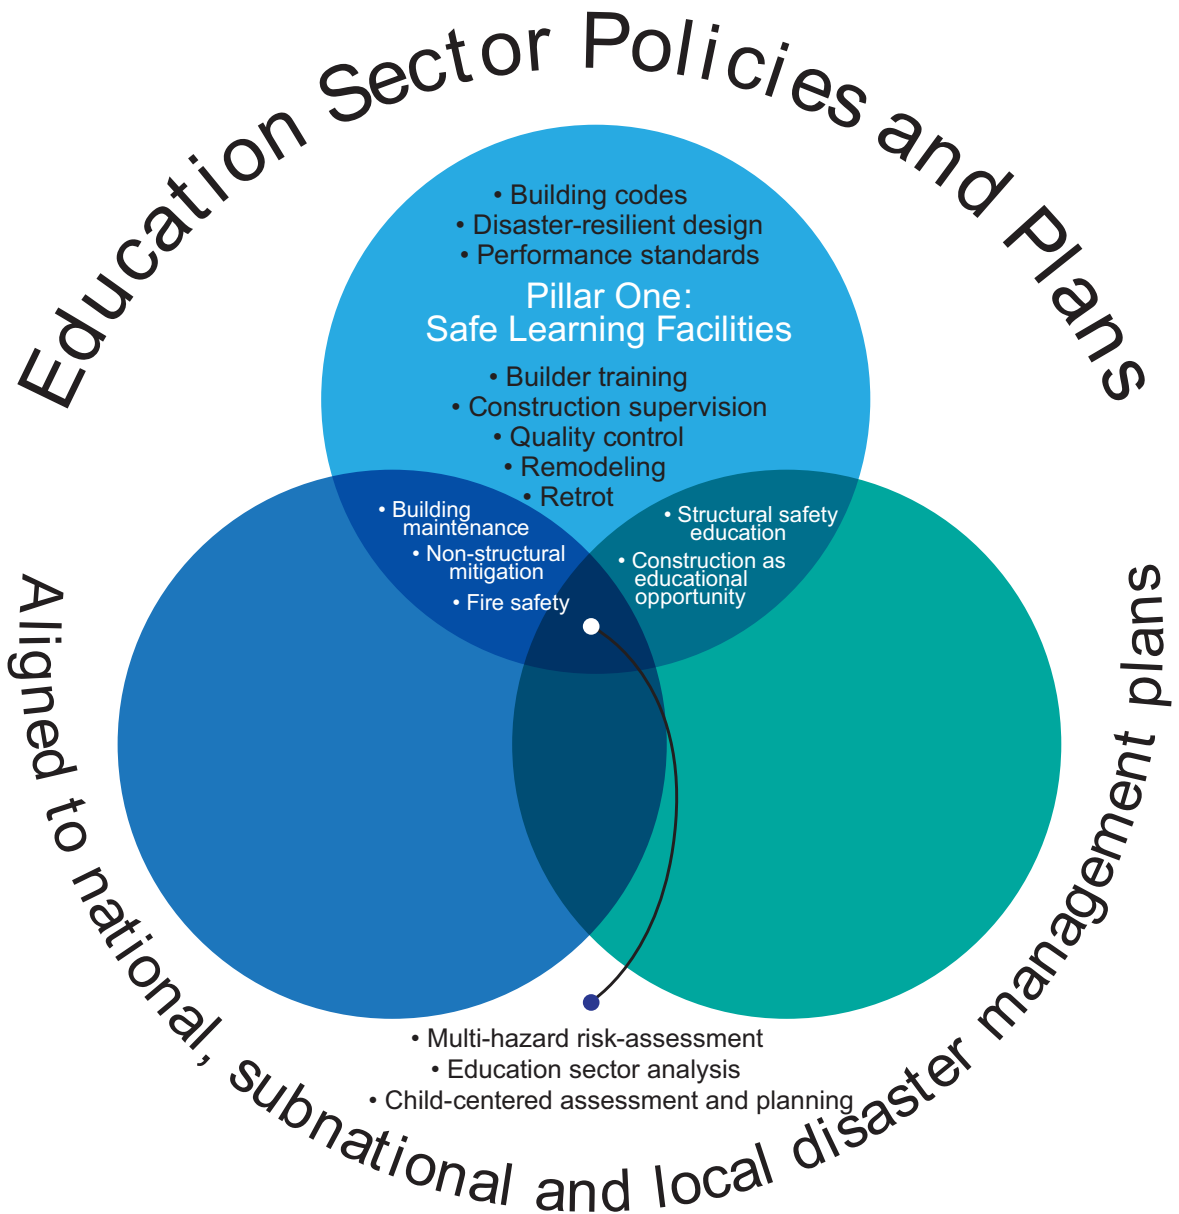 Education Sector Policies and Plans
• Building codes
• Disaster-resilient design
• Performance standards
Pillar One:
Safe Learning Facilities
• Builder training
• Construction supervision
• Quality control
• Remodeling
• Retrot
• Building
maintenance
• Non-structural
mitigation
• Fire safety
• Structural safety
education
• Construction as
educational
opportunity
• Multi-hazard risk-assessment
• Education sector analysis
• Child-centered assessment and planning
Aligned to national, subnational and local disaster management plans